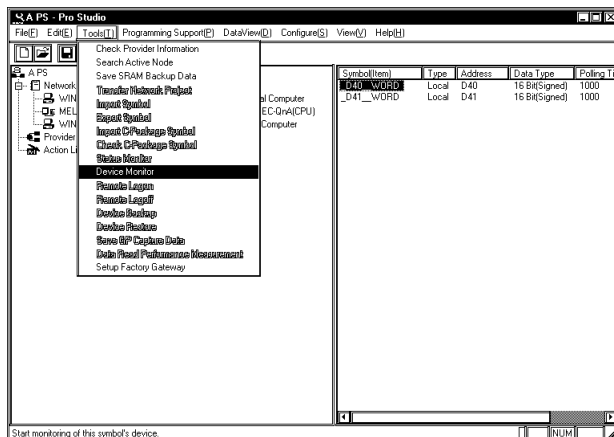 A PS - Pro Studio
File(F) Edit(E) Tools(T) Programming Support(P) DataView(D) Configure(S) View(V) Help(H)
Check Provider Information
Search Active Node
Save SRAM Backup Data
Transfer Network Project
Import Symbol
Export Symbol
Import C-Package Symbol
Check C-Package Symbol
Status Monitor
Device Monitor
Remote Logon
Remote Logoff
Device Backup
Device Restore
Save GP Capture Data
Data Read Performance Measurement
Setup Factory Gateway
A PS
Network
WIN al Computer
MEL EC-QnA(CPU)
WIN Computer
Provider
Action Li
Symbol(Item) Type Address Data Type Polling Ti
_D40__WORD Local D40 16 Bit(Signed) 1000
_D41__WORD Local D41 16 Bit(Signed) 1000
Start monitoring of this symbol's device. NUM